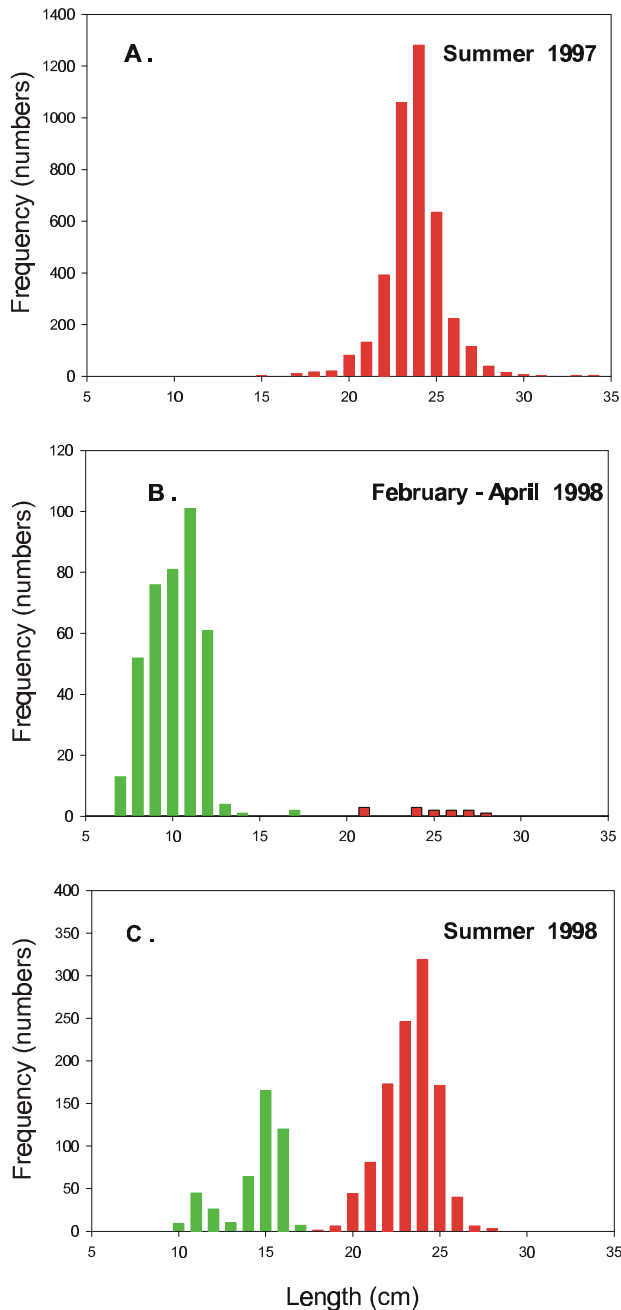 A. Summer 1997
1400
1200
1000
800
600
400
200
0
Frequency (numbers)
5 10 15 20 25 30 35
B. February - April 1998
120
100
80
60
40
20
0
Frequency (numbers)
5 10 15 20 25 30 35
C. Summer 1998
400
350
300
250
200
150
100
50
0
Frequency (numbers)
5 10 15 20 25 30 35
Length (cm)